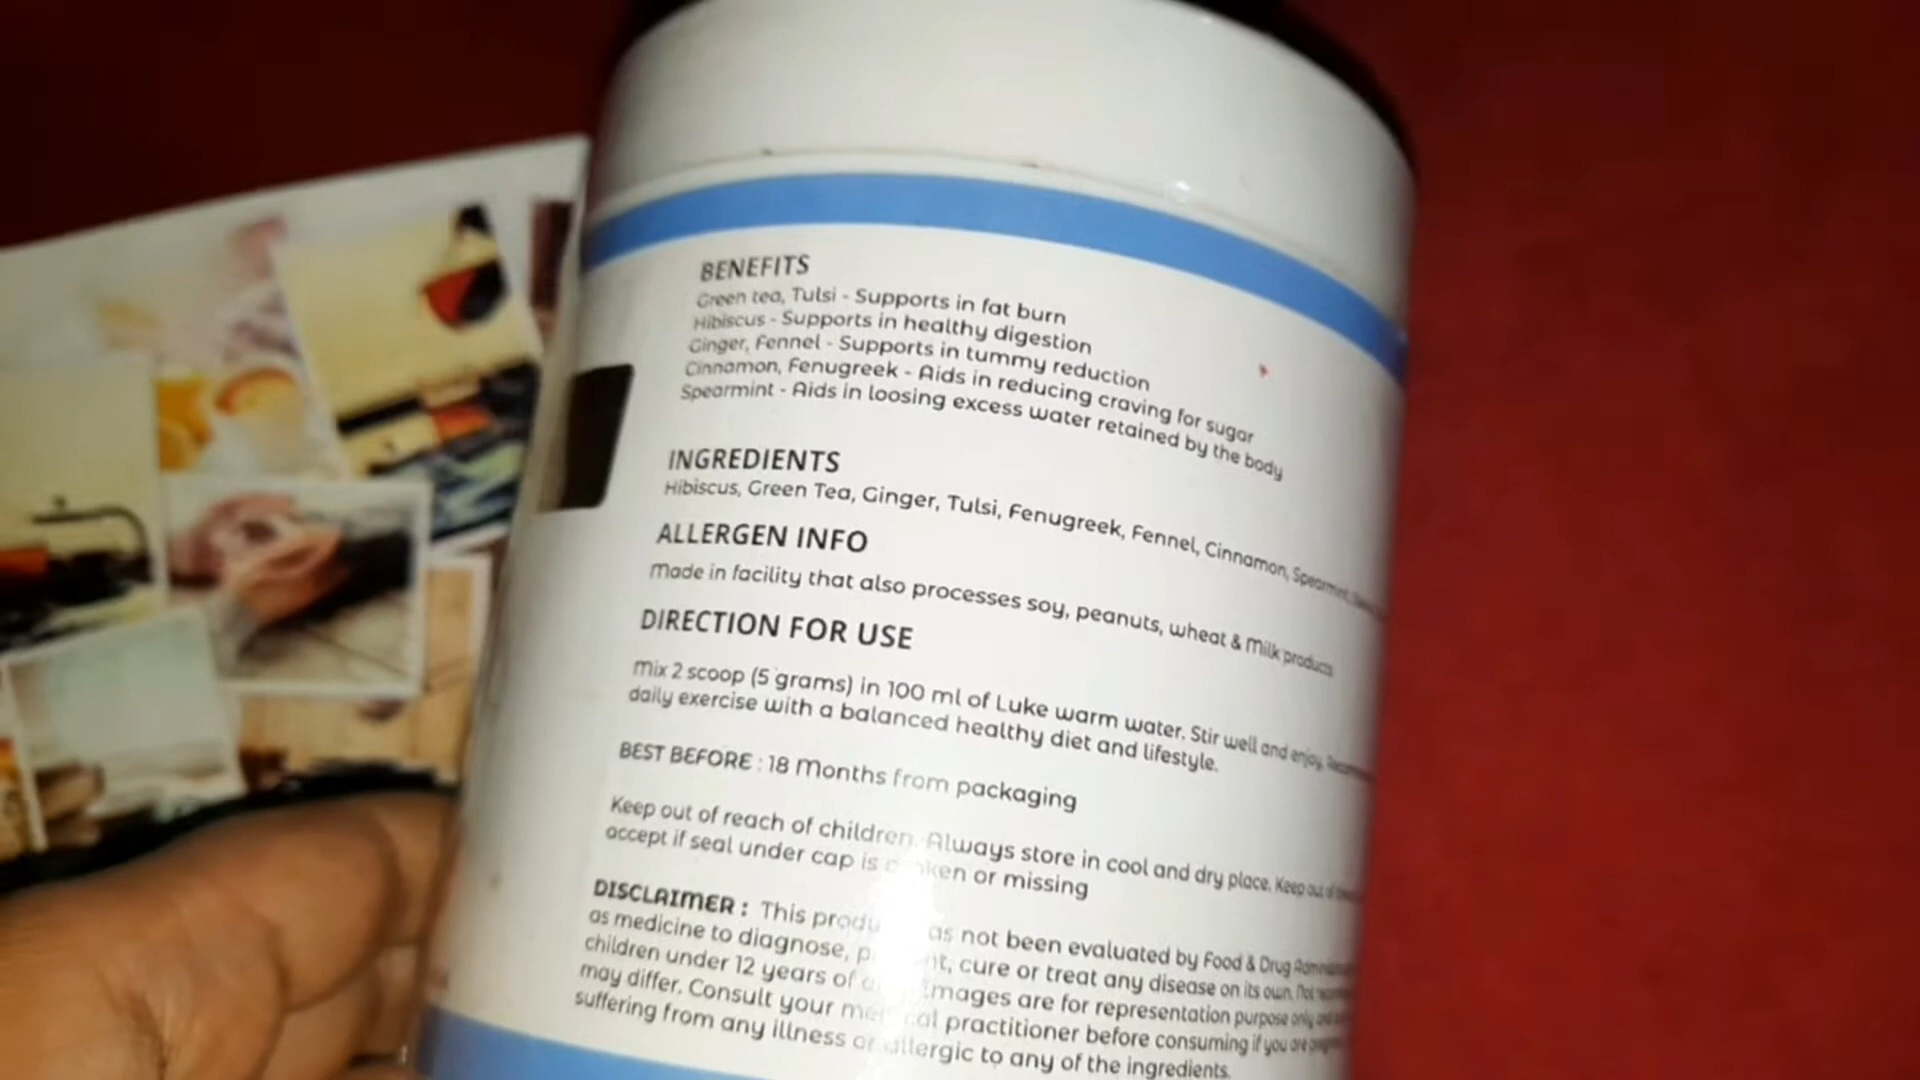 BENEFITS
Green tea, Tulsi - Supports in fat burn
Hibiscus - Supports in healthy digestion
Ginger, Fennel - Supports in tummy reduction
Cinnamon, Fenugreek - Aids in reducing craving for sugar
Spearmint - Aids in loosing excess water retained by the body
INGREDIENTS
Hibiscus, Green Tea, Ginger, Tulsi, Fenugreek, Fennel, Cinnamon, Spearmint,
ALLERGEN INFO
Made in facility that also processes soy, peanuts, wheat & Milk products
DIRECTION FOR USE
Mix 2 scoop (5 grams) in 100 ml of Luke warm water. Stir well and enjoy.
daily exercise with a balanced healthy diet and lifestyle.
BEST BEFORE : 18 Months from packaging
Keep out of reach of children. Always store in cool and dry place. Keep out of
accept if seal under cap is broken or missing
DISCLAIMER : This not been evaluated by Food & Drug
as medicine to diagnose, cure or treat any disease on its own. Not
children under 12 years of Images are for representation purpose only
may differ. Consult your practitioner before consuming if you are
suffering from any illness or allergic to any of the ingredients.